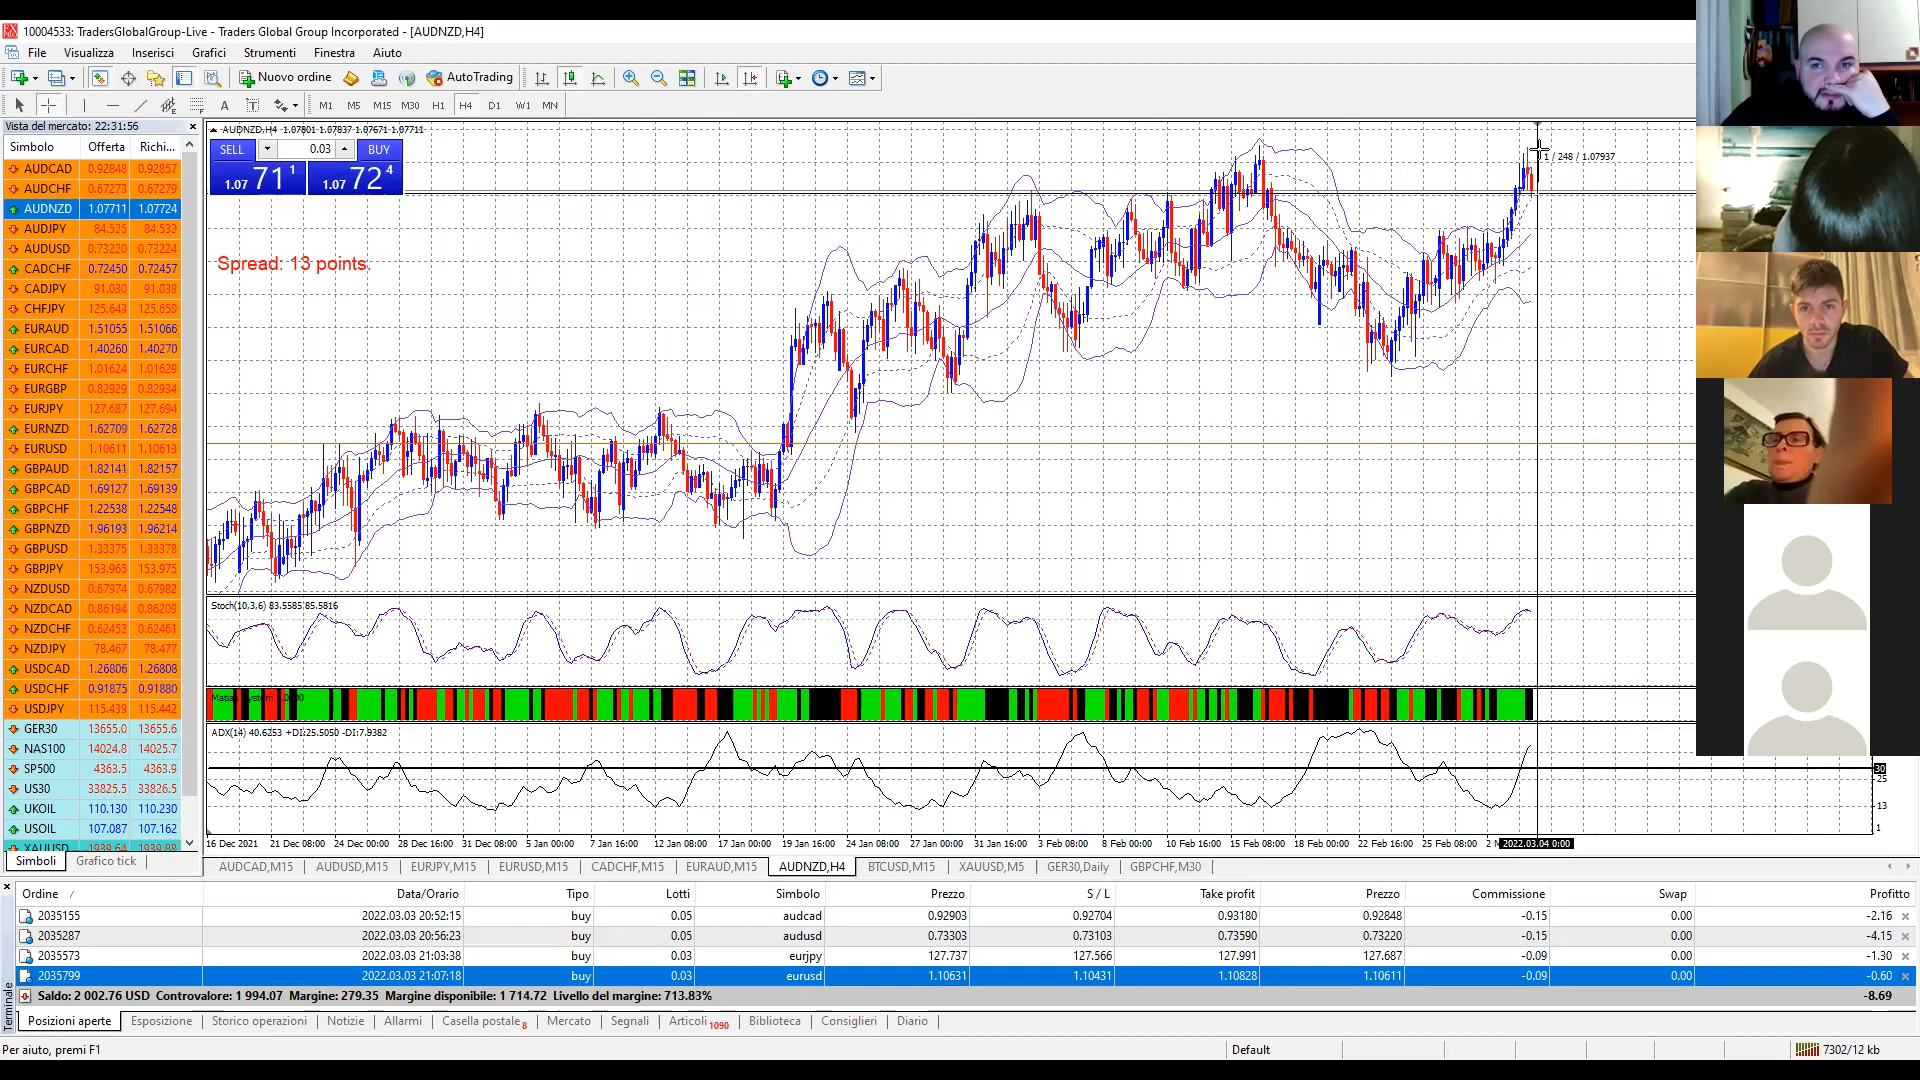 10004533: TradersGlobalGroup-Live - Traders Global Group Incorporated - [AUDNZD,H4]
File Visualizza Inserisci Grafici Strumenti Finestra Aiuto
Nuovo ordine AutoTrading
A T M1 M5 M15 M30 H1 H4 D1 W1 MN
Vista del mercato: 22:31:56
Simbolo Offerta Richi...
AUDCAD 0.92848 0.92857
AUDCHF 0.67273 0.67279
AUDNZD 1.07711 1.07724
AUDJPY 84.525 84.532
AUDUSD 0.73220 0.73224
CADCHF 0.72450 0.72457
CADJPY 91.030 91.039
CHFJPY 125.643 125.659
EURAUD 1.51055 1.51066
EURCAD 1.40260 1.40270
EURCHF 1.01624 1.01629
EURGBP 0.82929 0.82934
EURJPY 127.687 127.694
EURNZD 1.62709 1.62728
EURUSD 1.10611 1.10613
GBPAUD 1.82141 1.82157
GBPCAD 1.69127 1.69139
GBPCHF 1.22538 1.22548
GBPNZD 1.96193 1.96214
GBPUSD 1.33375 1.33378
GBPJPY 153.965 153.975
NZDUSD 0.67974 0.67982
NZDCAD 0.86194 0.86209
NZDCHF 0.62452 0.62461
NZDJPY 78.467 78.477
USDCAD 1.26806 1.26808
USDCHF 0.91875 0.91880
USDJPY 115.439 115.442
GER30 13655.0 13655.6
NAS100 14024.8 14025.7
SP500 4363.5 4363.9
US30 33825.5 33826.5
UKOIL 110.130 110.230
USOIL 107.087 107.162
XAUUSD 1939.64 1939.88
Simboli Grafico tick
AUDNZD,H4 1.07801 1.07837 1.07671 1.07711
SELL 0.03 BUY
1.07 71 1 1.07 72 4
Spread: 13 points.
1 / 248 / 1.07937
Stoch(10,3,6) 83.5585 85.5816
ADX(14) 40.6253 +DI:25.5050 -DI:7.9382
30
25
13
1
16 Dec 2021 21 Dec 08:00 24 Dec 00:00 28 Dec 16:00 31 Dec 08:00 5 Jan 00:00 7 Jan 16:00 12 Jan 08:00 17 Jan 00:00 19 Jan 16:00 24 Jan 08:00 27 Jan 00:00 31 Jan 16:00 3 Feb 08:00 8 Feb 00:00 10 Feb 16:00 15 Feb 08:00 18 Feb 00:00 22 Feb 16:00 25 Feb 08:00 2 2022.03.04 0:00
AUDCAD,M15 AUDUSD,M15 EURJPY,M15 EURUSD,M15 CADCHF,M15 EURAUD,M15 AUDNZD,H4 BTCUSD,M15 XAUUSD,M5 GER30,Daily GBPCHF,M30
Ordine / Data/Orario Tipo Lotti Simbolo Prezzo S / L Take profit Prezzo Commissione Swap Profitto
2035155 2022.03.03 20:52:15 buy 0.05 audcad 0.92903 0.92704 0.93180 0.92848 -0.15 0.00 -2.16
2035287 2022.03.03 20:56:23 buy 0.05 audusd 0.73303 0.73103 0.73590 0.73220 -0.15 0.00 -4.15
2035573 2022.03.03 21:03:38 buy 0.03 eurjpy 127.737 127.566 127.991 127.687 -0.09 0.00 -1.30
2035799 2022.03.03 21:07:18 buy 0.03 eurusd 1.10631 1.10431 1.10828 1.10611 -0.09 0.00 -0.60
Saldo: 2 002.76 USD Controvalore: 1 994.07 Margine: 279.35 Margine disponibile: 1 714.72 Livello del margine: 713.83% -8.69
Terminale
Posizioni aperte Esposizione Storico operazioni Notizie Allarmi Casella postale 8 Mercato Segnali Articoli 1090 Biblioteca Consiglieri Diario
Per aiuto, premi F1 Default 7302/12 kb